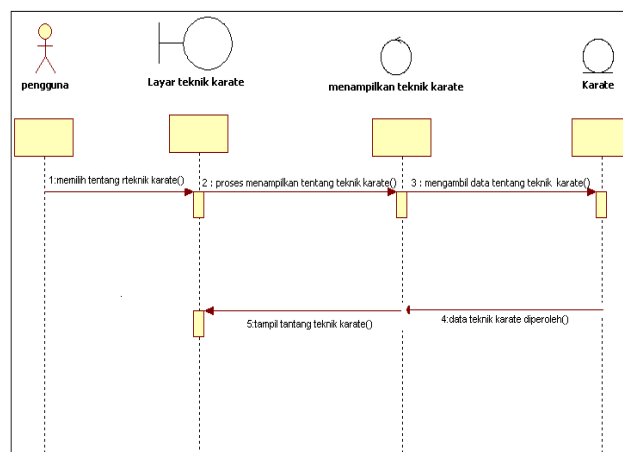 pengguna
Layar teknik karate
menampilkan teknik karate
Karate
1:memilih tentang rteknik karate()
2 : proses menampilkan tentang teknik karate()
3 : mengambil data tentang teknik karate()
5:tampil tantang teknik karate()
4:data teknik karate diperoleh()